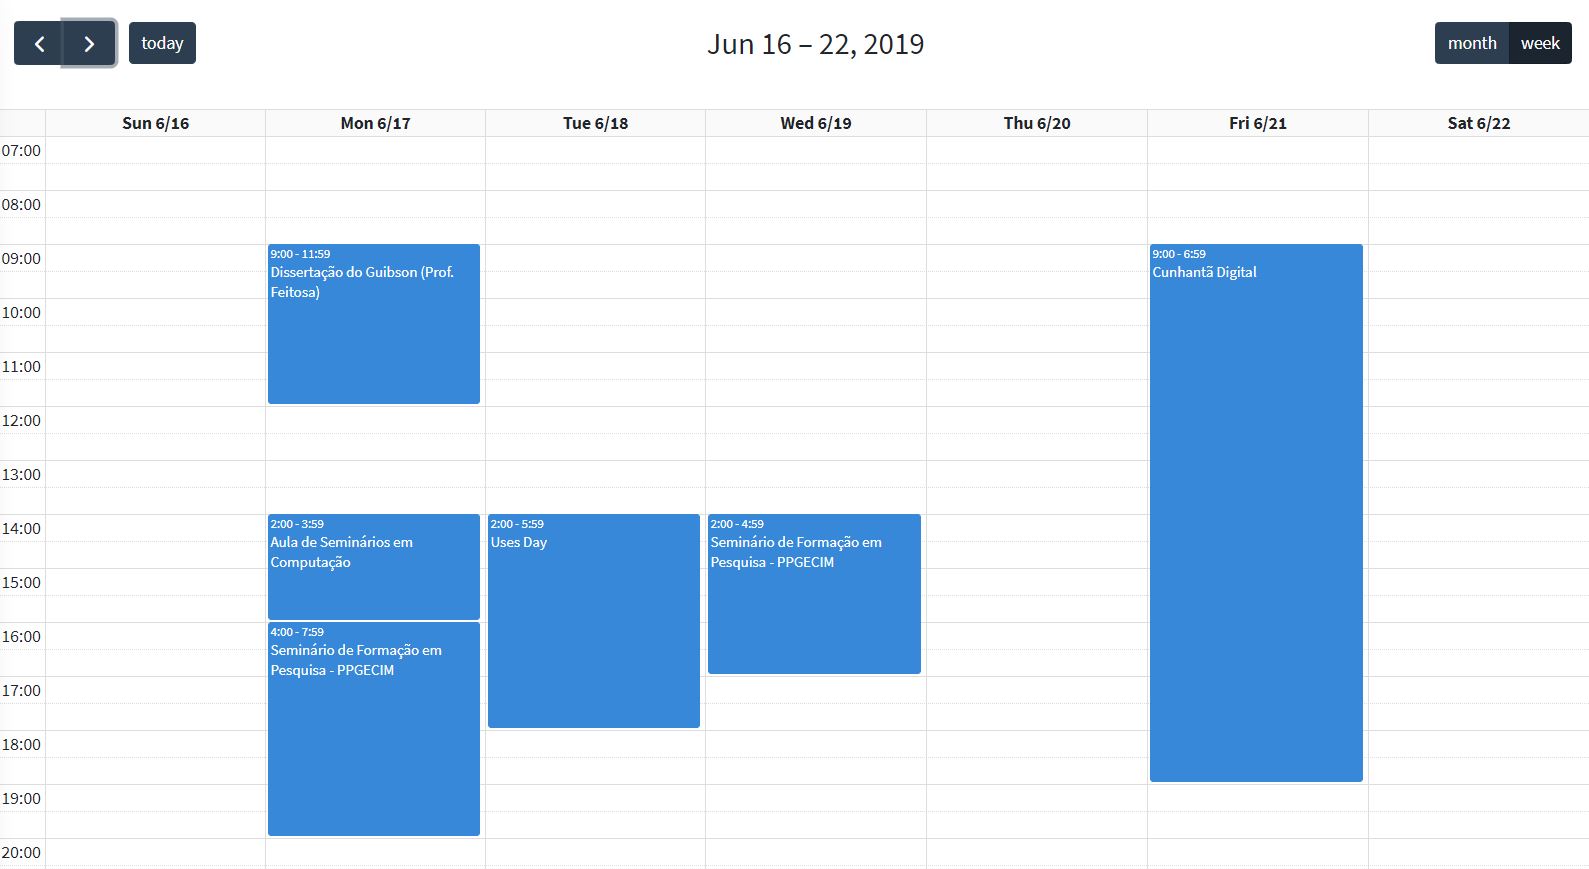 today
Jun 16 – 22, 2019
month
week
Sun 6/16
Mon 6/17
Tue 6/18
Wed 6/19
Thu 6/20
Fri 6/21
Sat 6/22
07:00
08:00
09:00
10:00
11:00
12:00
13:00
14:00
15:00
16:00
17:00
18:00
19:00
20:00
9:00 - 11:59
Dissertação do Guibson (Prof.
Feitosa)
2:00 - 3:59
Aula de Seminários em
Computação
4:00 - 7:59
Seminário de Formação em
Pesquisa - PPGECIM
2:00 - 5:59
Uses Day
2:00 - 4:59
Seminário de Formação em
Pesquisa - PPGECIM
9:00 - 6:59
Cunhantã Digital